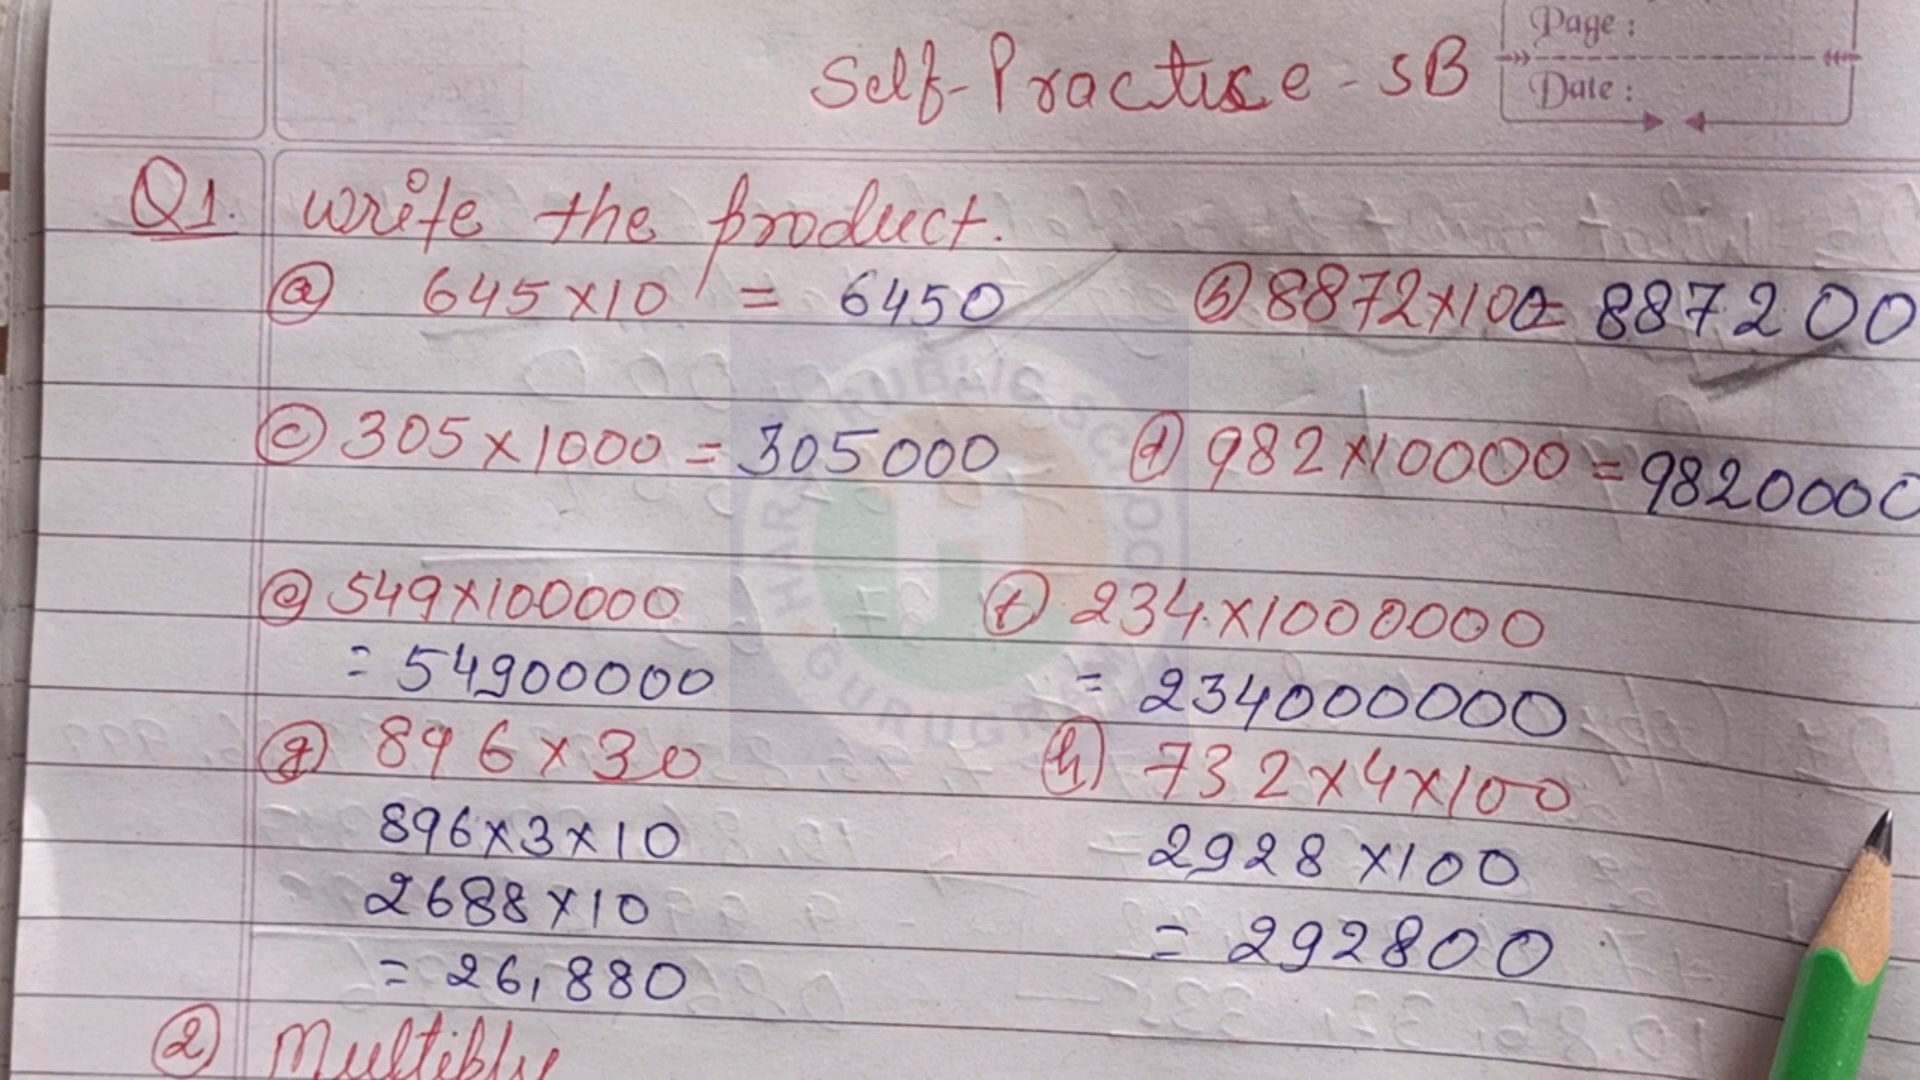 Page :
Self-Practise - 5B
Date :
Q1. Write the product.
(a) 645×10 = 6450 (b) 8872×100= 887200
(c) 305×1000 = 305000 (d) 982×10000 = 9820000
(e) 549×100000 (f) 234×1000000
= 54900000 = 234000000
(g) 896×30 (h) 732×4×100
896×3×10 = 2928×100
2688×10 = 292800
= 26,880
(2) Multiply